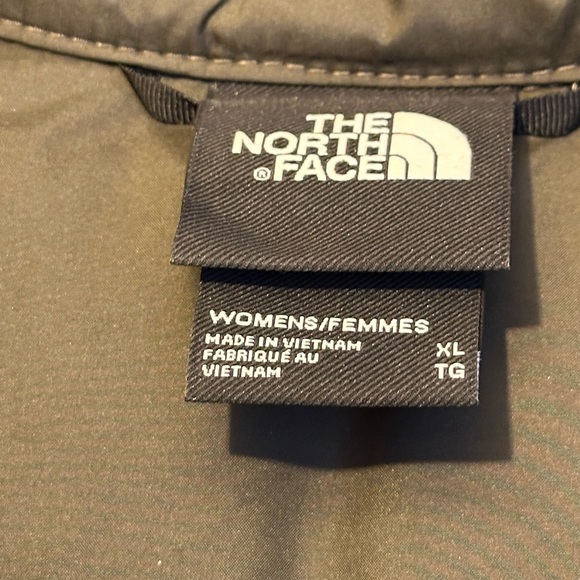 THE
NORTH
®FACE
WOMENS/FEMMES
MADE IN VIETNAM
FABRIQUÉ AU
VIETNAM
XL
TG